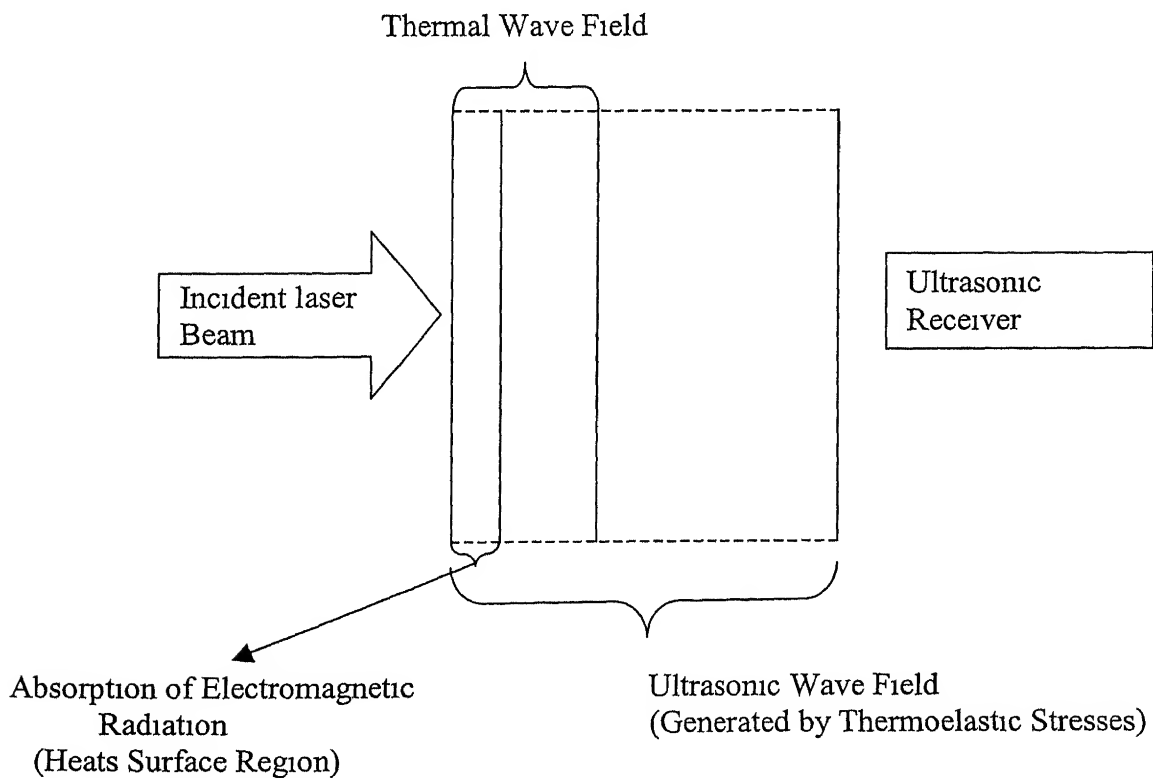 Thermal Wave Field
Incident laser
Beam
Ultrasonic
Receiver
Absorption of Electromagnetic
Radiation
(Heats Surface Region)
Ultrasonic Wave Field
(Generated by Thermoelastic Stresses)